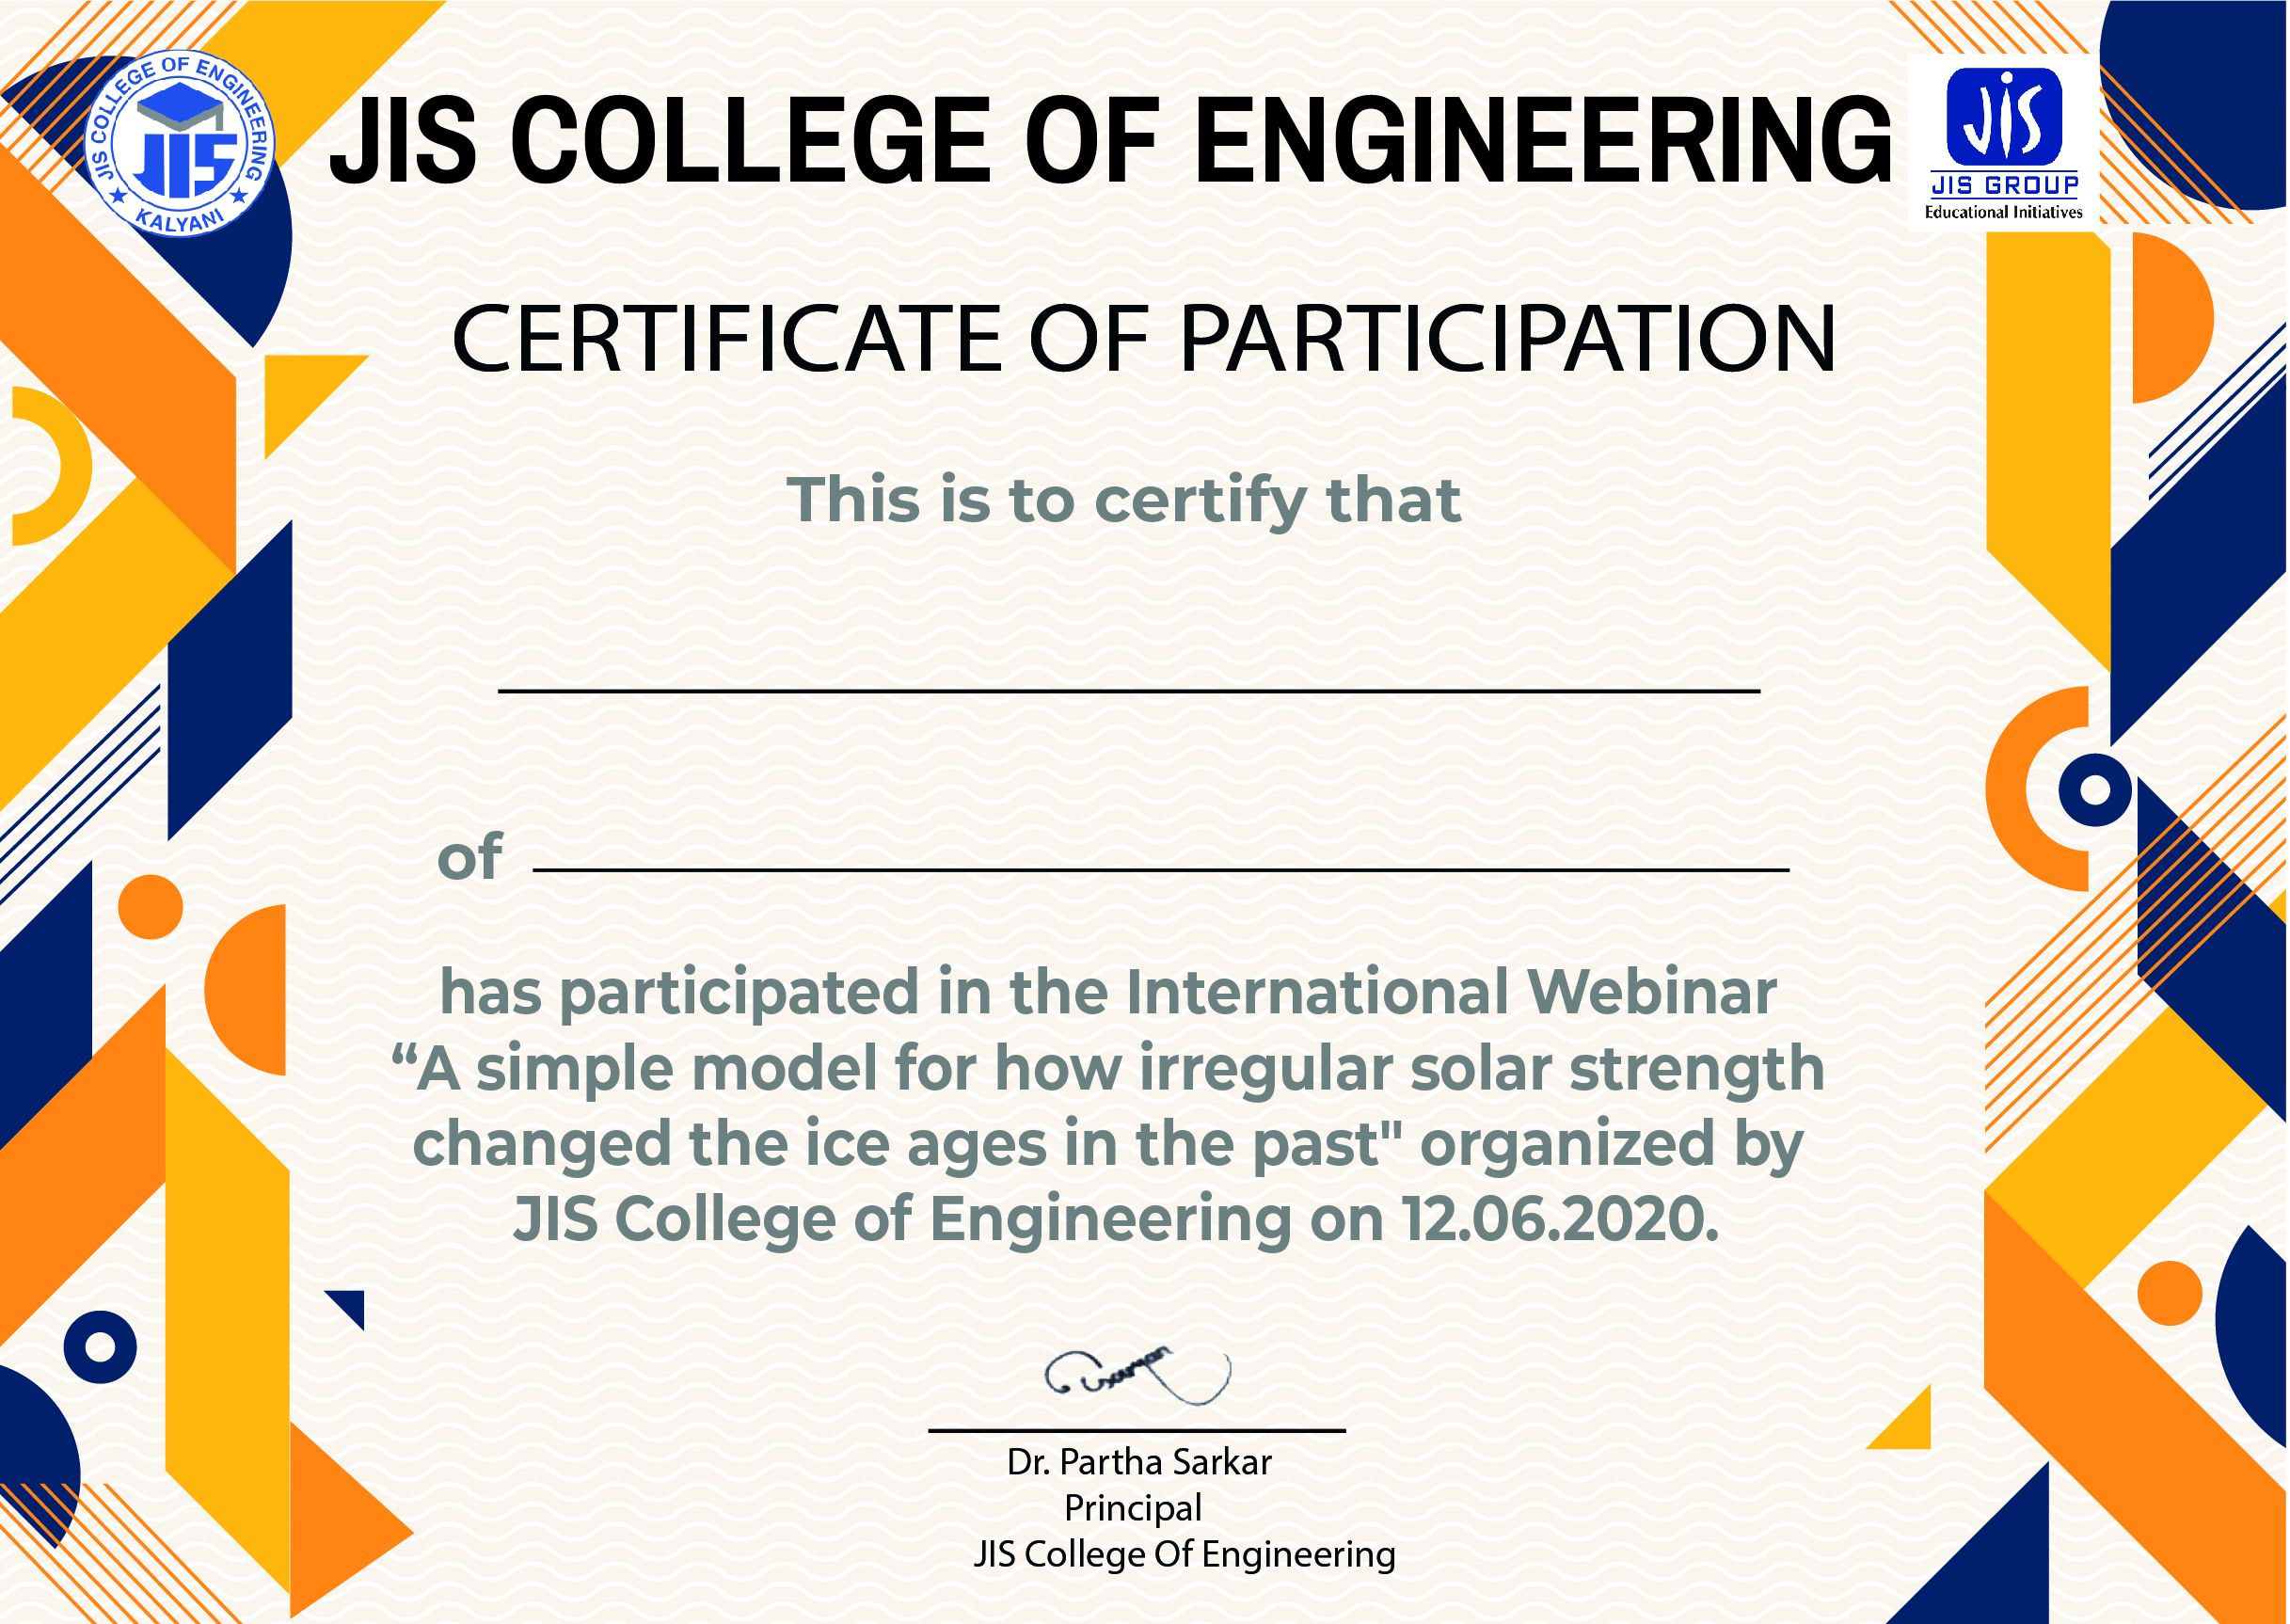 JIS COLLEGE OF ENGINEERING
KALYANI
JIS
JIS COLLEGE OF ENGINEERING
JIS
JIS GROUP
Educational Initiatives
CERTIFICATE OF PARTICIPATION
This is to certify that
of
has participated in the International Webinar
“A simple model for how irregular solar strength
changed the ice ages in the past" organized by
JIS College of Engineering on 12.06.2020.
Dr. Partha Sarkar
Principal
JIS College Of Engineering